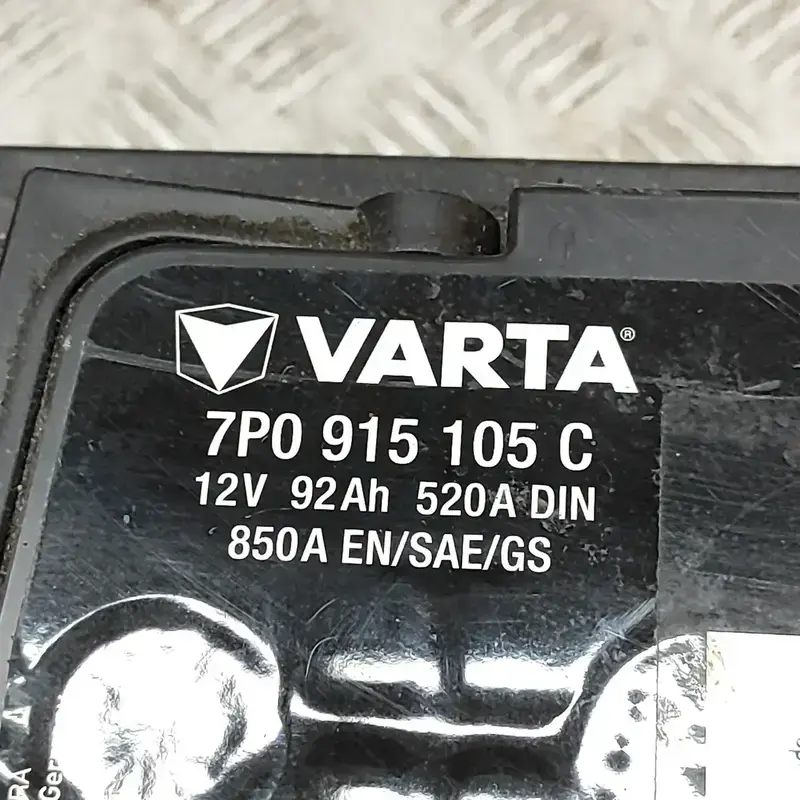 VARTA®
7P0 915 105 C
12V 92Ah 520A DIN
850A EN/SAE/GS